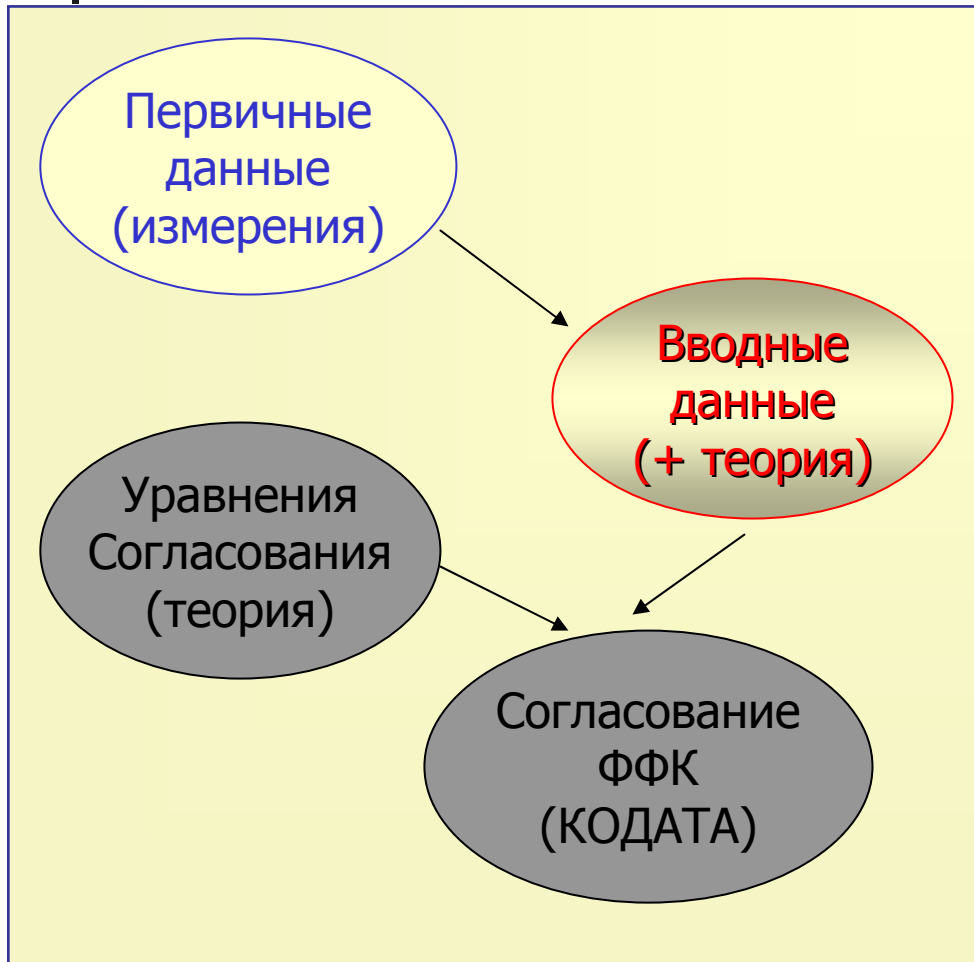 Первичные
данные
(измерения)
Вводные
данные
(+ теория)
Уравнения
Согласования
(теория)
Согласование
ФФК
(КОДАТА)